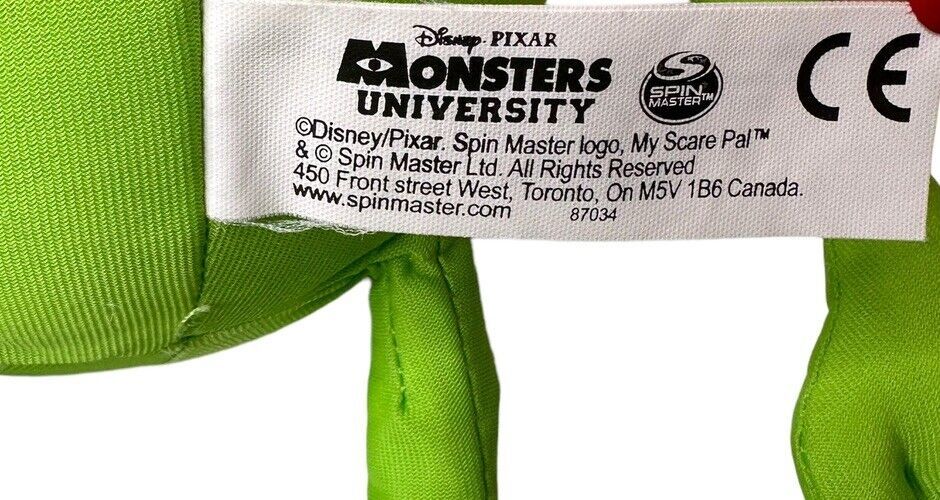 Disney · PIXAR
MONSTERS
UNIVERSITY
SPIN
MASTER™
CE
©Disney/Pixar. Spin Master logo, My Scare Pal™
& © Spin Master Ltd. All Rights Reserved
450 Front street West, Toronto, On M5V 1B6 Canada.
www.spinmaster.com 87034